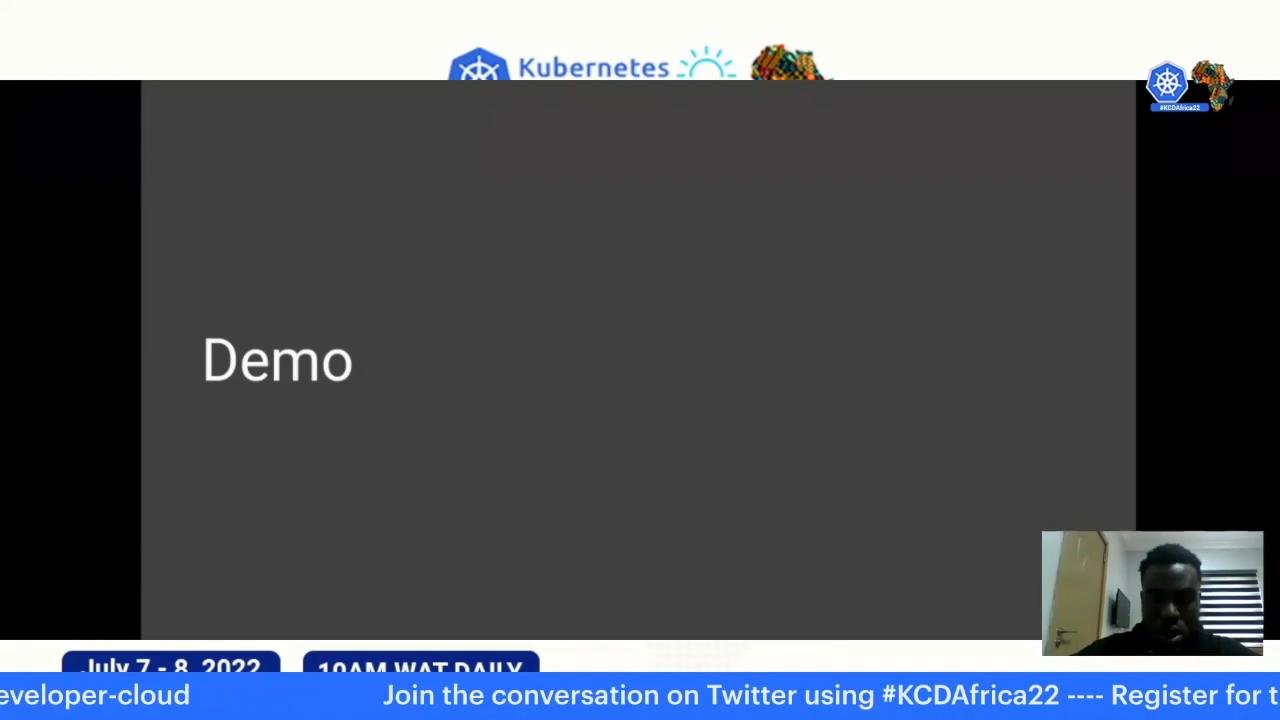 Kubernetes
#KCDAfrica22
Demo
July 7 - 8, 2022
10AM WAT DAILY
eveloper-cloud
Join the conversation on Twitter using #KCDAfrica22 ---- Register for t